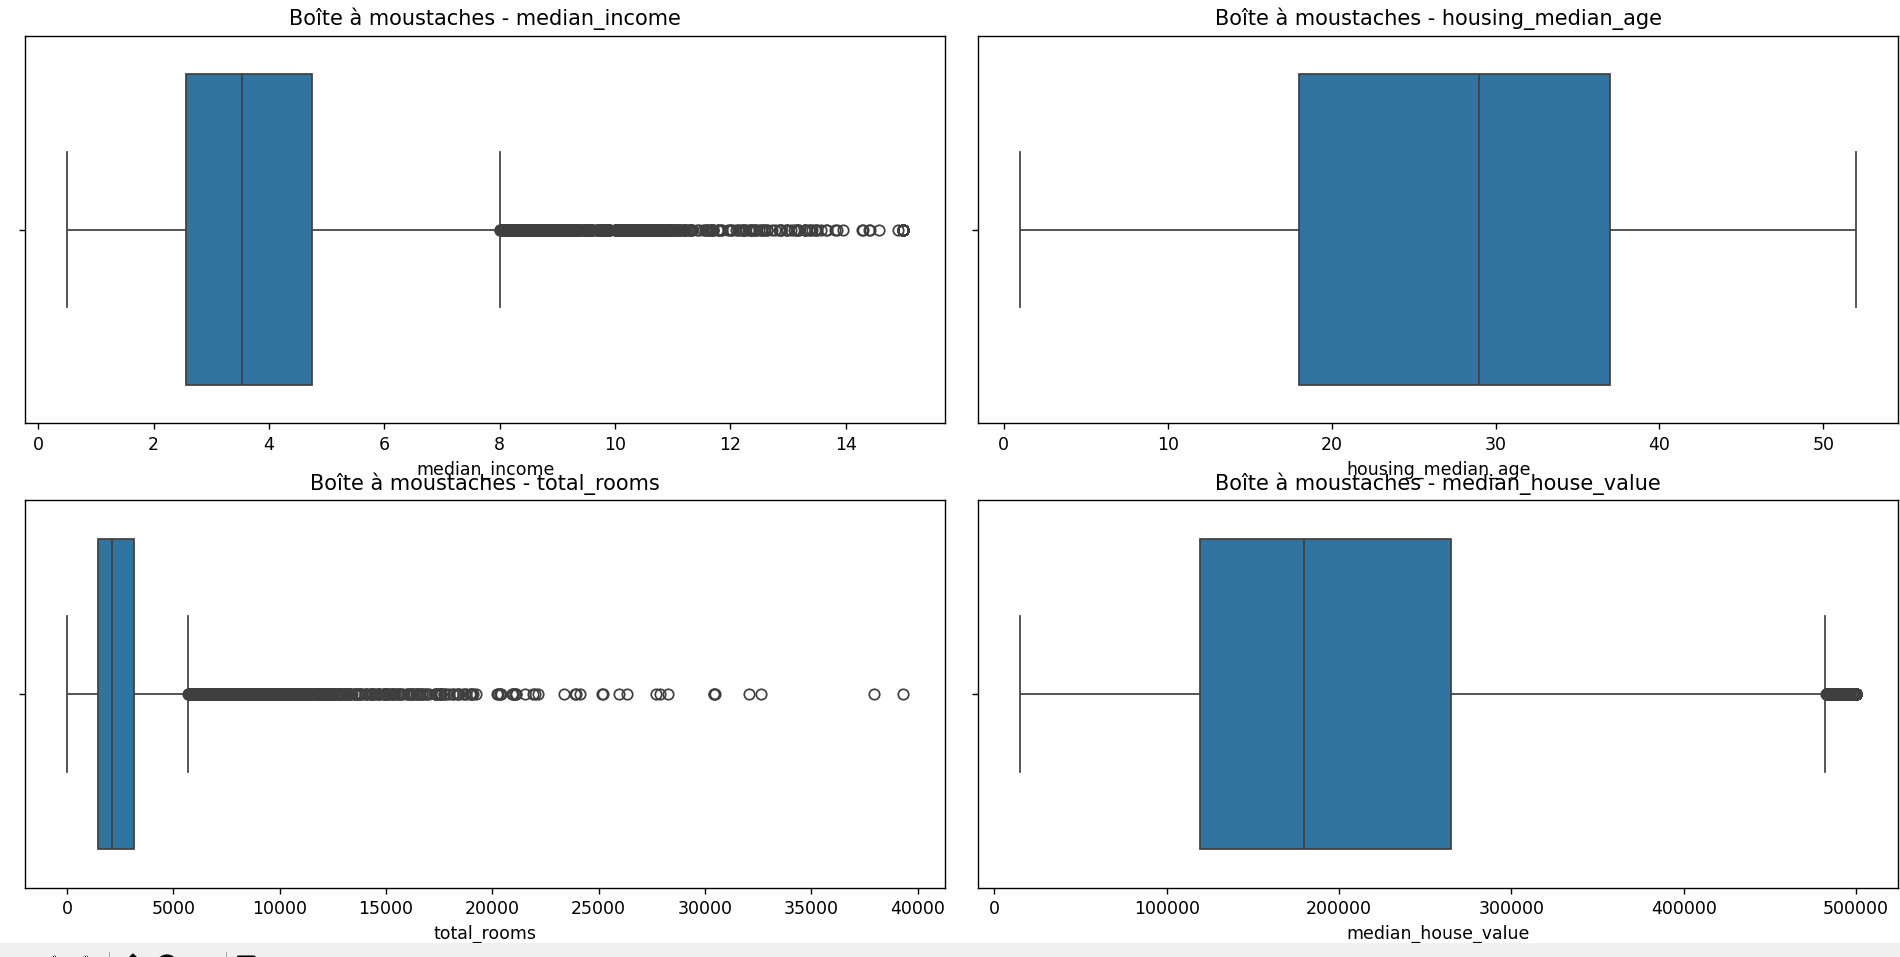 Boîte à moustaches - median_income
0 2 4 6 8 10 12 14
median_income
Boîte à moustaches - housing_median_age
0 10 20 30 40 50
housing_median_age
Boîte à moustaches - total_rooms
0 5000 10000 15000 20000 25000 30000 35000 40000
total_rooms
Boîte à moustaches - median_house_value
0 100000 200000 300000 400000 500000
median_house_value